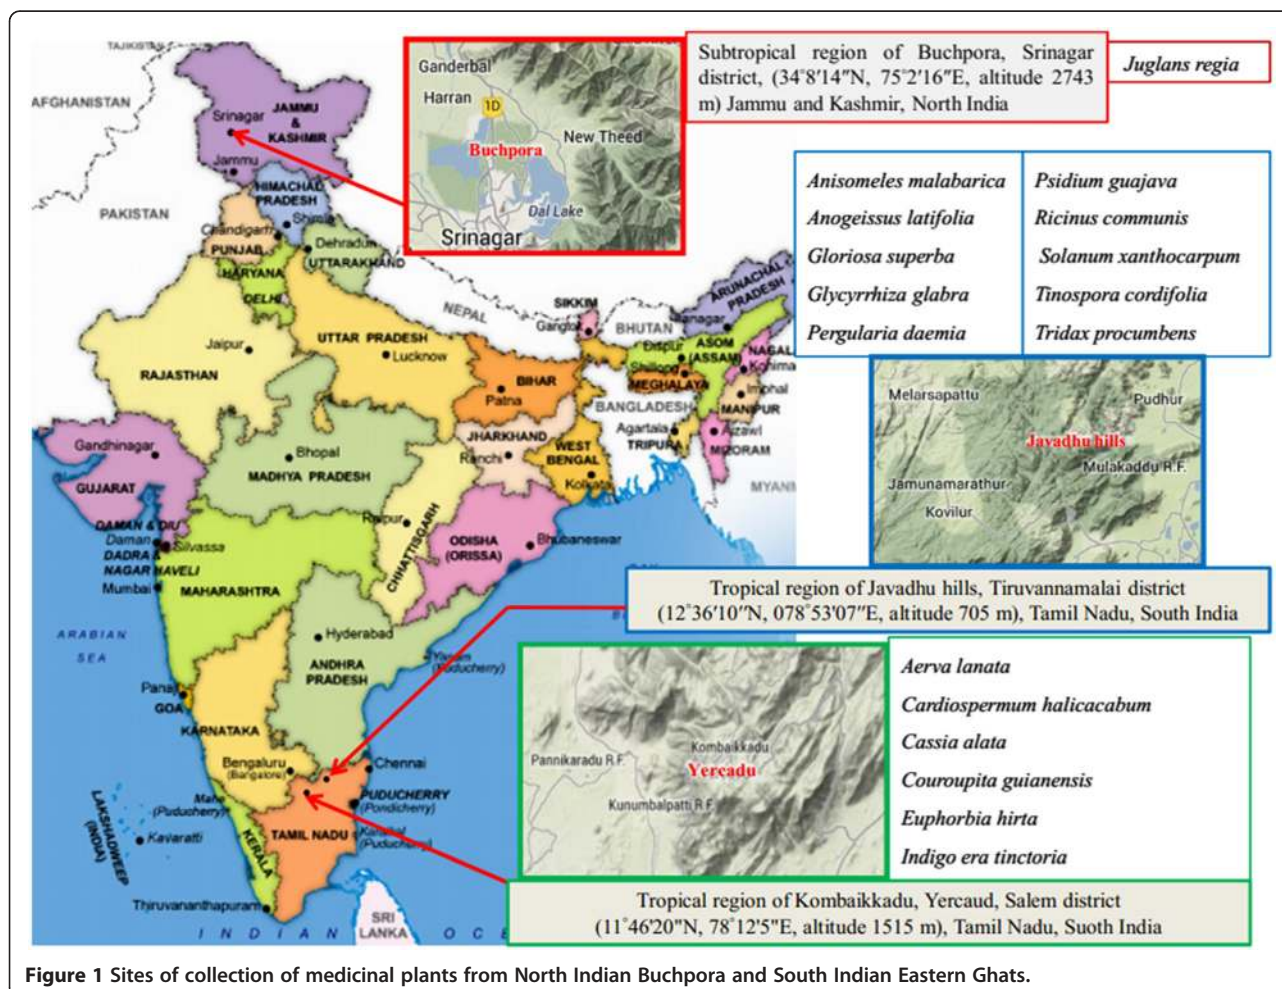 TAJIKISTAN
AFGHANISTAN
PAKISTAN
JAMMU
&
KASHMIR
Srinagar
Jammu
HIMACHAL
PRADESH
Shimla
Chandigarh
PUNJAB
Dehradun
UTTARAKHAND
HARYANA
DELHI
NEPAL
SIKKIM
Gangtok
BHUTAN
ARUNACHAL
PRADESH
Itanagar
Dispur
ASOM
(ASSAM)
NAGAL
Kohima
Shillong
MEGHALAYA
Imphal
MANIPUR
BANGLADESH
Agartala
TRIPURA
Aizawl
MIZORAM
MYANM
RAJASTHAN
Jaipur
UTTAR PRADESH
Lucknow
BIHAR
Patna
JHARKHAND
Ranchi
WEST
BENGAL
Kolkata
Gandhinagar
GUJARAT
Bhopal
MADHYA PRADESH
Raipur
CHHATTISGARH
ODISHA
(ORISSA)
Bhubaneswar
DAMAN & DIU
Daman
Silvassa
DADRA &
NAGAR HAVELI
Mumbai
MAHARASHTRA
Hyderabad
ANDHRA
PRADESH
Yanam
(Puducherry)
ARABIAN
SEA
Panaji
GOA
KARNATAKA
Bengaluru
(Bangalore)
Chennai
PUDUCHERRY
(Pondicherry)
Mahe
(Puducherry)
TAMIL NADU
Karaikal
(Puducherry)
KERALA
LAKSHADWEEP
(INDIA)
Kavaratti
Thiruvananthapuram
SRI
LANKA
INDIAN OCE
Ganderbal
Harran
1D
New Theed
Buchpora
Dal Lake
Srinagar
Subtropical region of Buchpora, Srinagar
district, (34°8′14″N, 75°2′16″E, altitude 2743
m) Jammu and Kashmir, North India
Juglans regia
Anisomeles malabarica
Anogeissus latifolia
Gloriosa superba
Glycyrrhiza glabra
Pergularia daemia
Psidium guajava
Ricinus communis
Solanum xanthocarpum
Tinospora cordifolia
Tridax procumbens
Melarsapattu
Pudhur
Javadhu hills
Mulakaddu R.F.
Jamunamarathur
Kovilur
Tropical region of Javadhu hills, Tiruvannamalai district
(12°36′10″N, 078°53′07″E, altitude 705 m), Tamil Nadu, South India
Kombaikkadu
Pannikaradu R.F.
Yercadu
Kunumbalpatti R.F.
Aerva lanata
Cardiospermum halicacabum
Cassia alata
Couroupita guianensis
Euphorbia hirta
Indigo era tinctoria
Tropical region of Kombaikkadu, Yercaud, Salem district
(11°46′20″N, 78°12′5″E, altitude 1515 m), Tamil Nadu, Suoth India
Figure 1 Sites of collection of medicinal plants from North Indian Buchpora and South Indian Eastern Ghats.